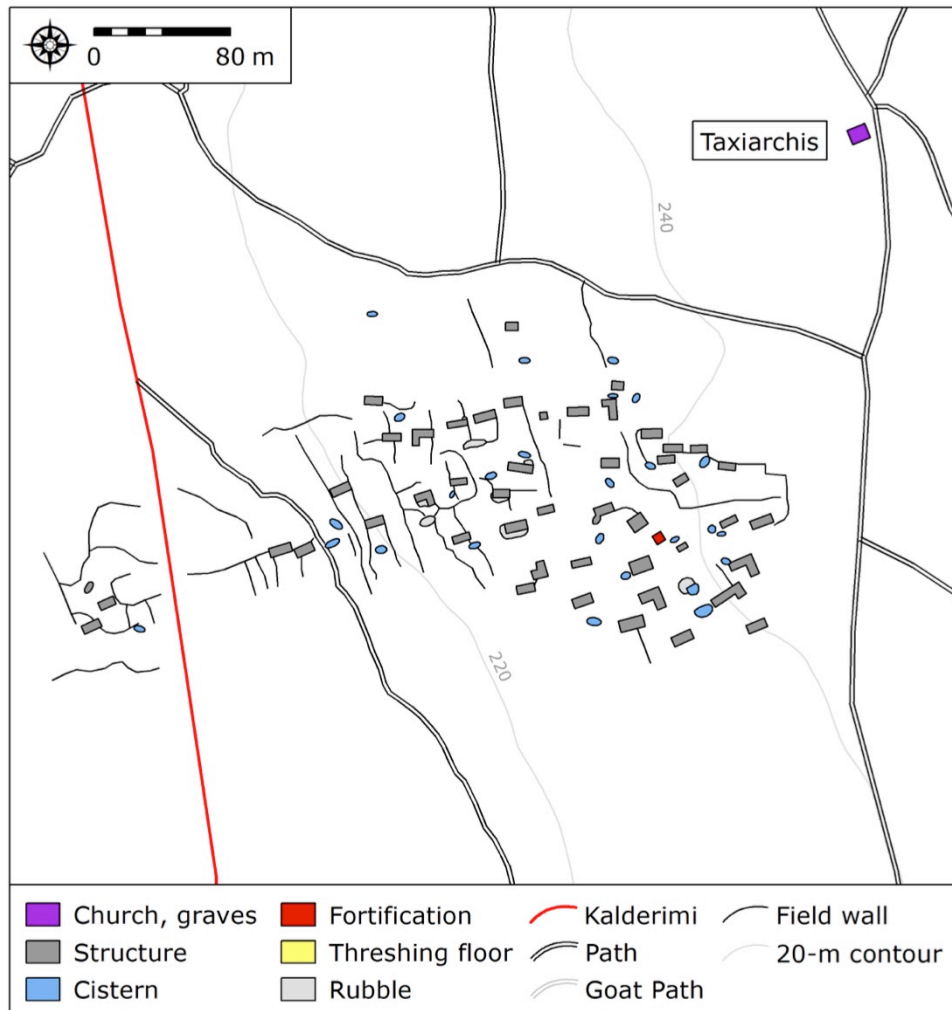 0 80 m
Taxiarchis
240
220
Church, graves
Fortification
Kalderimi
Field wall
Structure
Threshing floor
Path
20-m contour
Cistern
Rubble
Goat Path